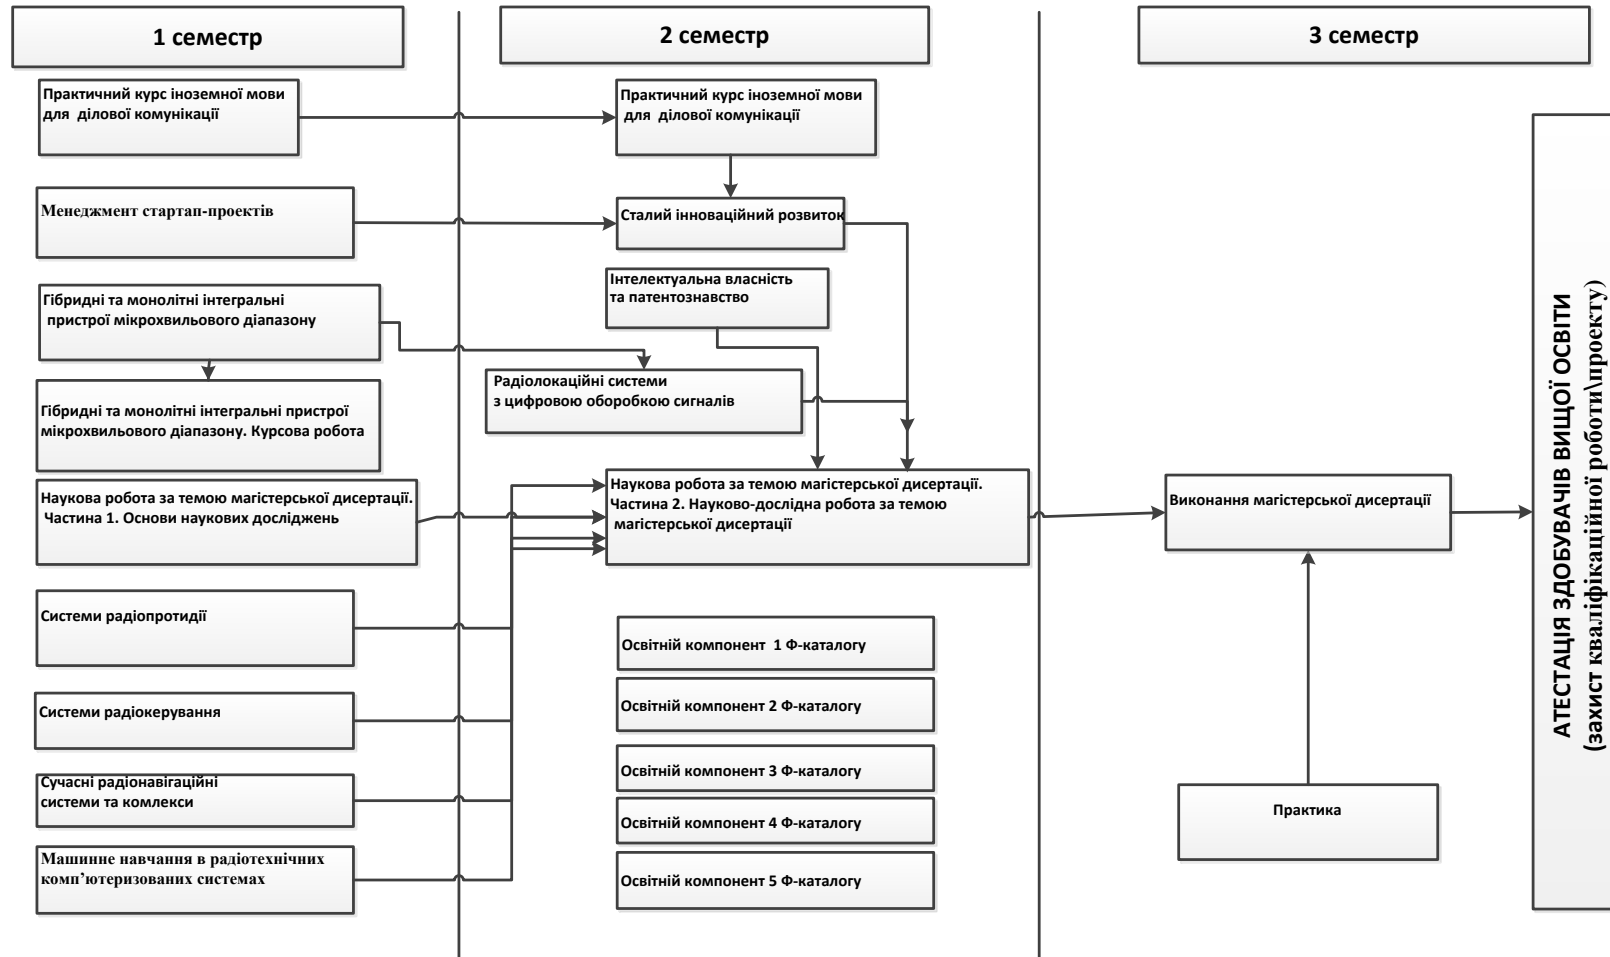 1 семестр
2 семестр
3 семестр
Практичний курс іноземної мови
для ділової комунікації
Менеджмент стартап-проектів
Гібридні та монолітні інтегральні
пристрої мікрохвильового діапазону
Гібридні та монолітні інтегральні пристрої
мікрохвильового діапазону. Курсова робота
Наукова робота за темою магістерської дисертації.
Частина 1. Основи наукових досліджень
Системи радіопротидії
Системи радіокерування
Сучасні радіонавігаційні
системи та комлекси
Машинне навчання в радіотехнічних
комп’ютеризованих системах
Практичний курс іноземної мови
для ділової комунікації
Сталий інноваційний розвиток
Інтелектуальна власність
та патентознавство
Радіолокаційні системи
з цифровою оборобкою сигналів
Наукова робота за темою магістерської дисертації.
Частина 2. Науково-дослідна робота за темою
магістерської дисертації
Освітній компонент 1 Ф-каталогу
Освітній компонент 2 Ф-каталогу
Освітній компонент 3 Ф-каталогу
Освітній компонент 4 Ф-каталогу
Освітній компонент 5 Ф-каталогу
Виконання магістерської дисертації
Практика
АТЕСТАЦІЯ ЗДОБУВАЧІВ ВИЩОЇ ОСВІТИ
(захист кваліфікаційної роботи\проекту)